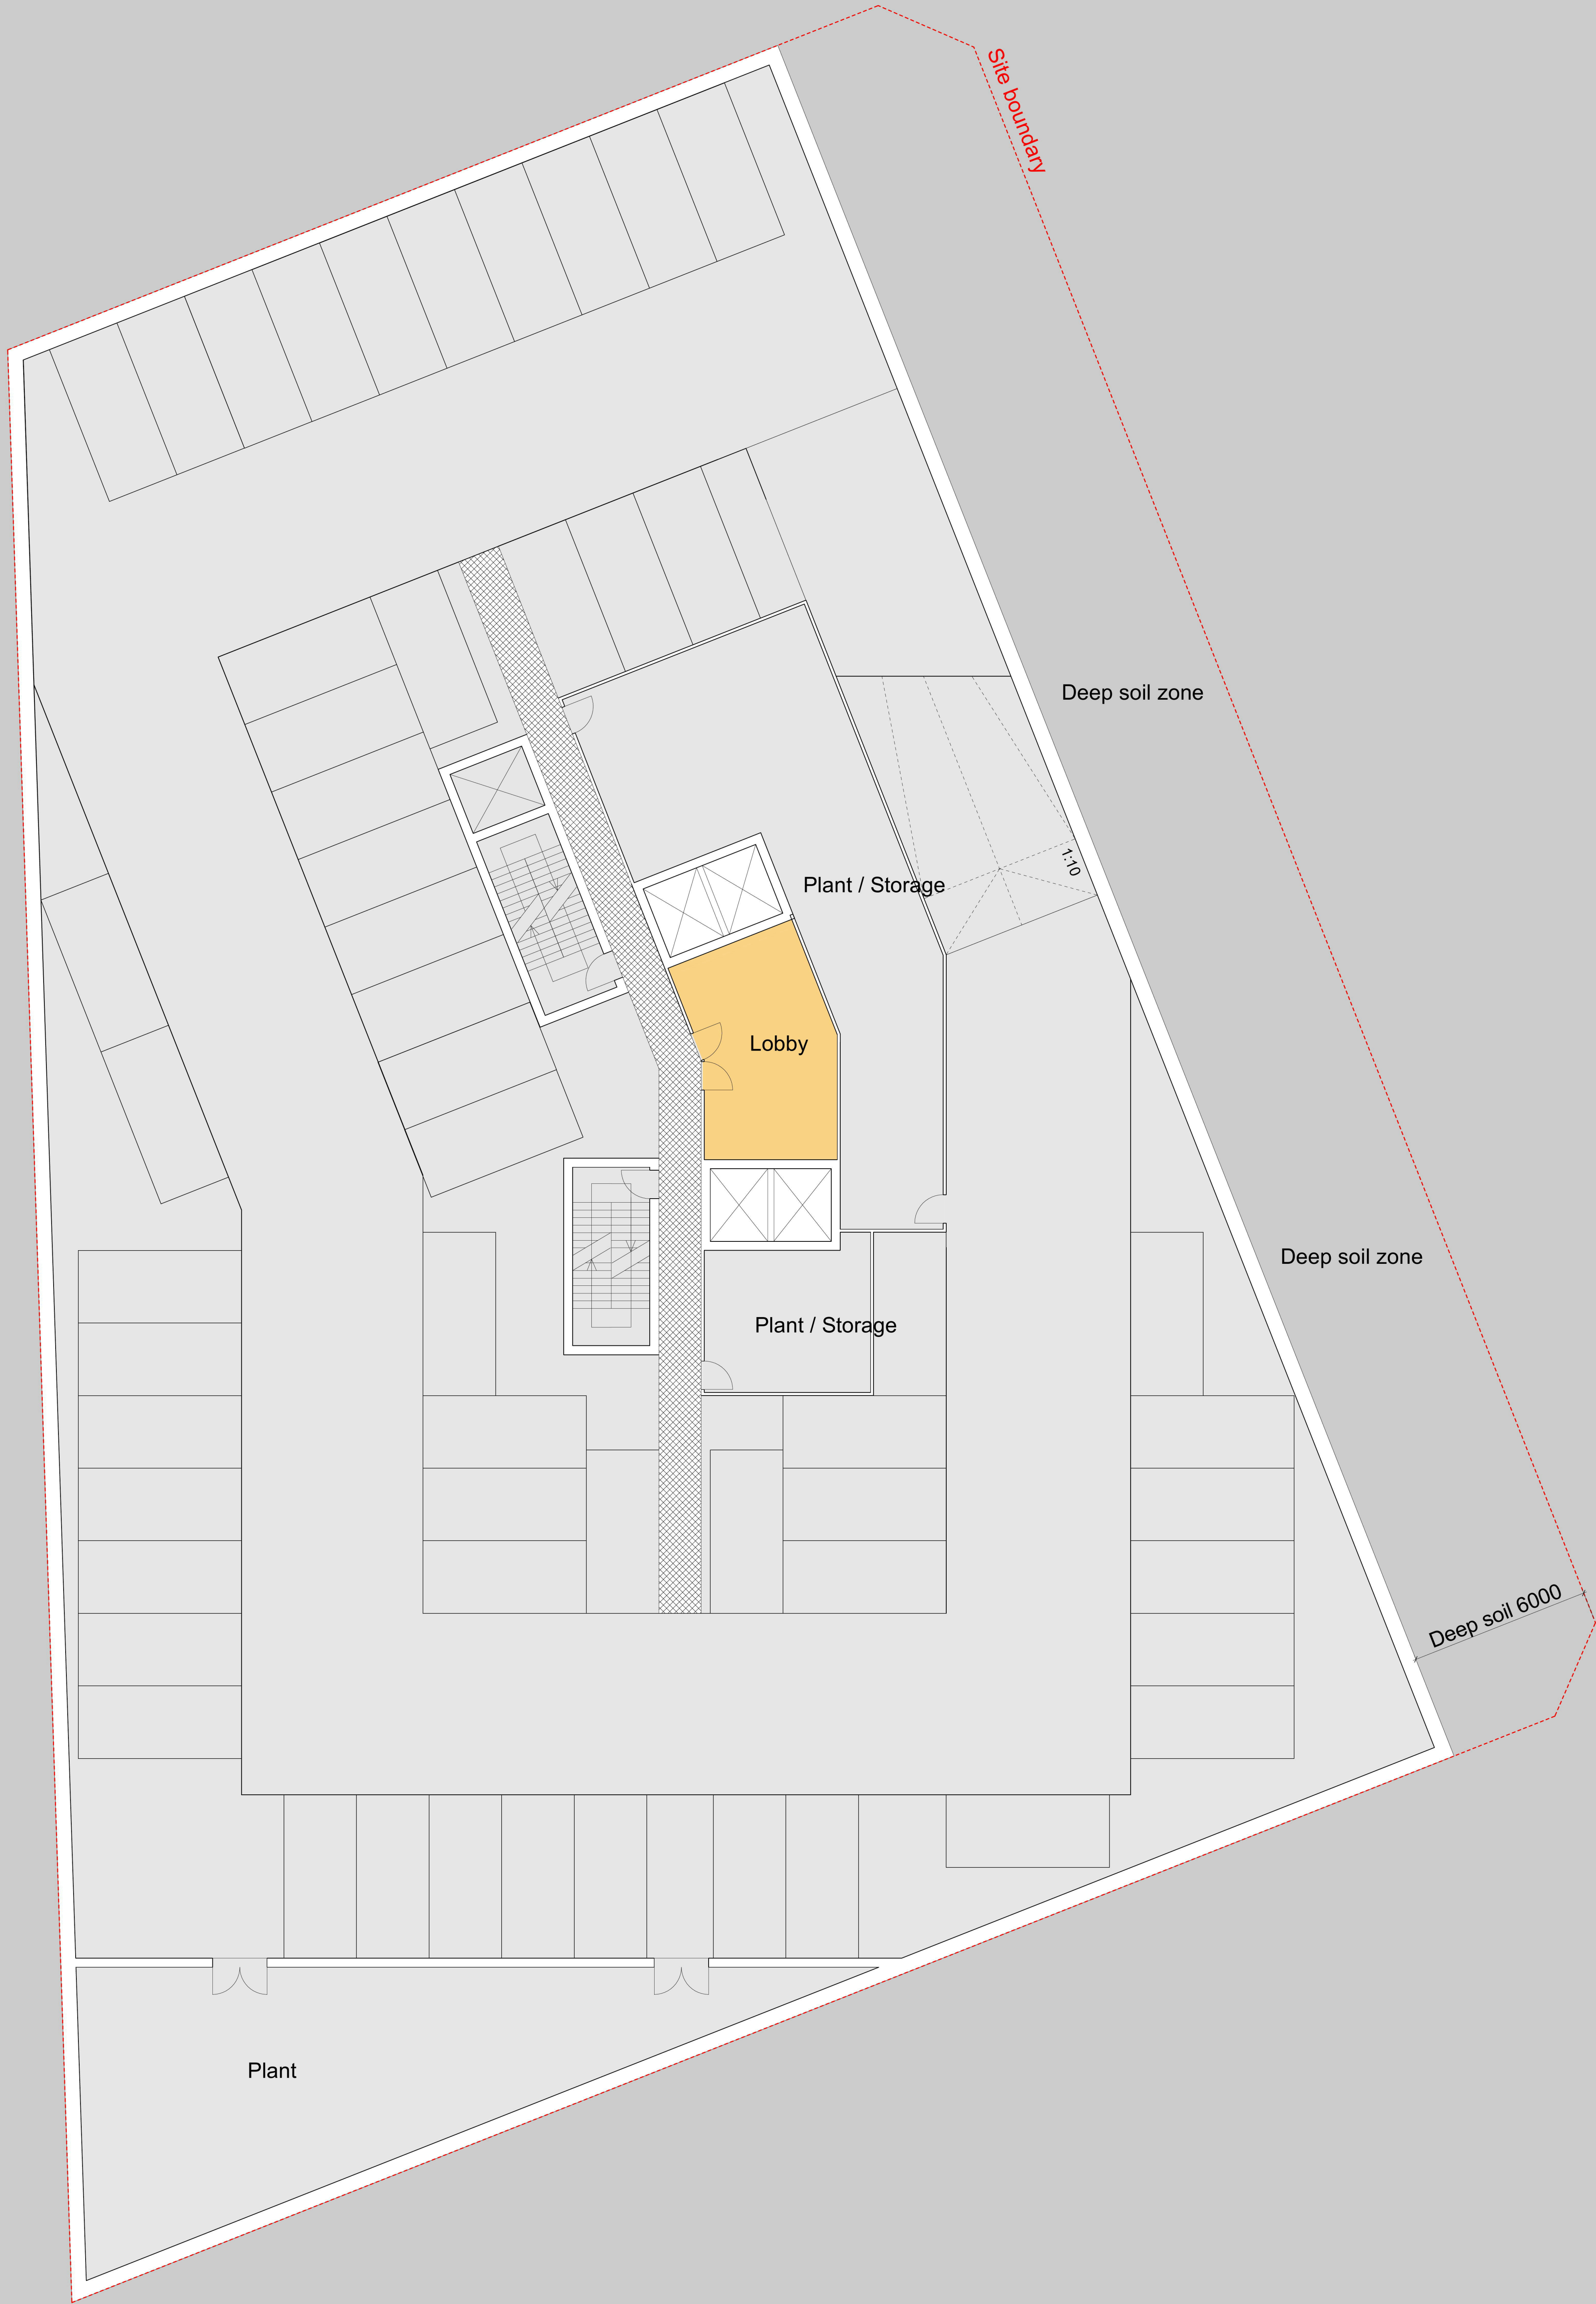 Site boundary
Deep soil zone
1:10
Plant / Storage
Lobby
Deep soil zone
Plant / Storage
Deep soil 6000
Plant